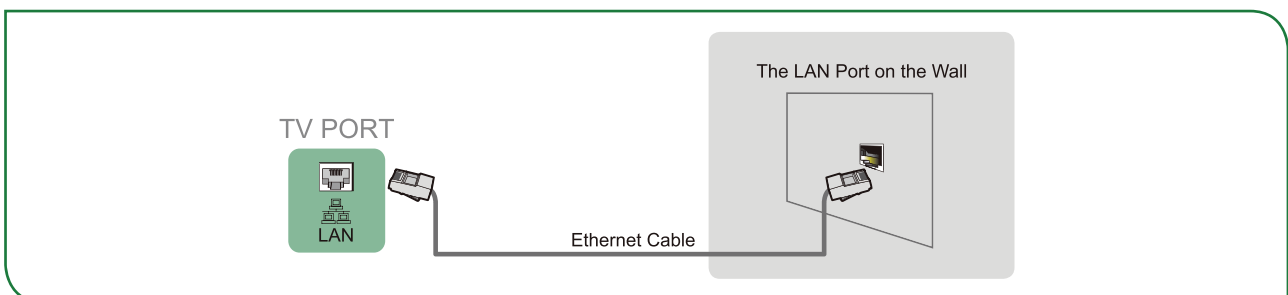 The LAN Port on the Wall
TV PORT
LAN
Ethernet Cable